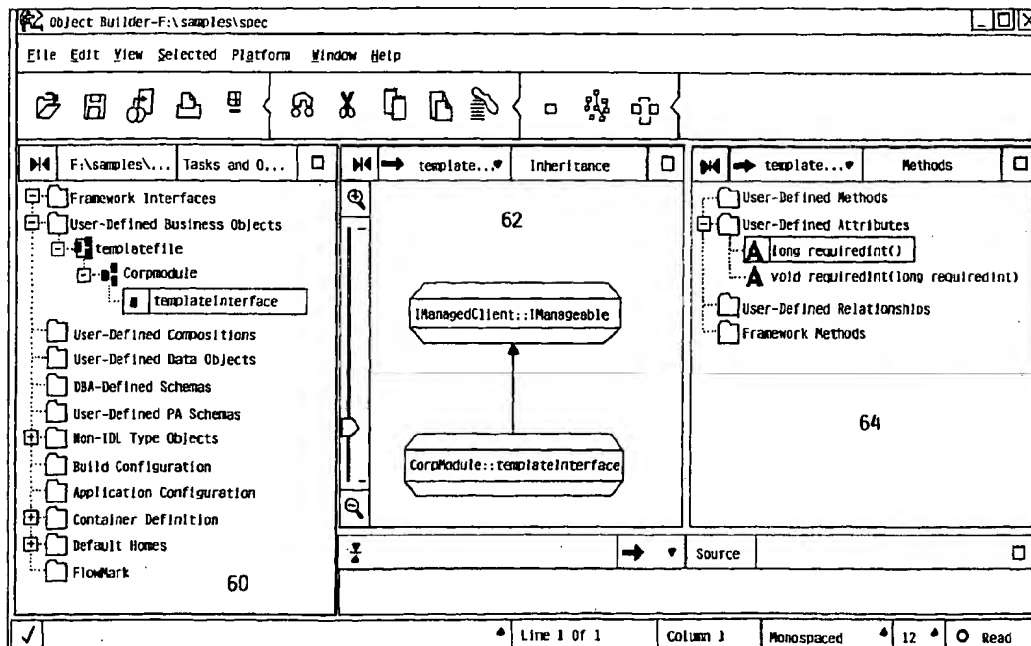 Object Builder-F:\samples\spec
File Edit View Selected Platform Window Help
F:\samples\... Tasks and O...
Framework Interfaces
User-Defined Business Objects
templatefile
Corpmodule
templateInterface
User-Defined Compositions
User-Defined Data Objects
DBA-Defined Schemas
User-Defined PA Schemas
Non-IDL Type Objects
Build Configuration
Application Configuration
Container Definition
Default Homes
FlowMark
60
template... Inheritance
62
IManagedClient::IManageable
CorpModule::templateInterface
template... Methods
User-Defined Methods
User-Defined Attributes
A long requiredint()
A void requiredint(long requiredint)
User-Defined Relationships
Framework Methods
64
Source
Line 1 Of 1 Column 1 Monospaced 12 Read